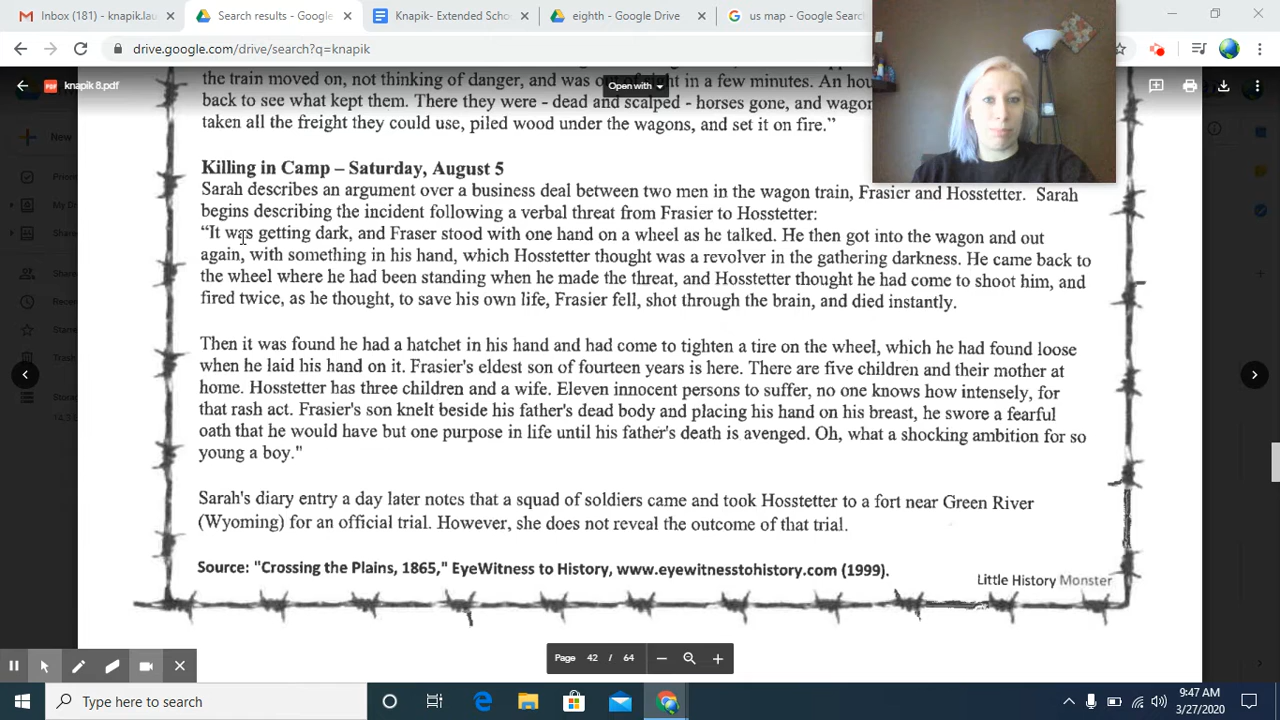 Inbox (181) - knapik.lau
Search results - Google
Knapik- Extended School
eighth - Google Drive
us map - Google Search
drive.google.com/drive/search?q=knapik
knapik 8.pdf
Open with
the train moved on, not thinking of danger, and was out of sight in a few minutes. An hou
back to see what kept them. There they were - dead and scalped - horses gone, and wagon
taken all the freight they could use, piled wood under the wagons, and set it on fire.”
Killing in Camp – Saturday, August 5
Sarah describes an argument over a business deal between two men in the wagon train, Frasier and Hosstetter. Sarah
begins describing the incident following a verbal threat from Frasier to Hosstetter:
“It was getting dark, and Fraser stood with one hand on a wheel as he talked. He then got into the wagon and out
again, with something in his hand, which Hosstetter thought was a revolver in the gathering darkness. He came back to
the wheel where he had been standing when he made the threat, and Hosstetter thought he had come to shoot him, and
fired twice, as he thought, to save his own life, Frasier fell, shot through the brain, and died instantly.
Then it was found he had a hatchet in his hand and had come to tighten a tire on the wheel, which he had found loose
when he laid his hand on it. Frasier's eldest son of fourteen years is here. There are five children and their mother at
home. Hosstetter has three children and a wife. Eleven innocent persons to suffer, no one knows how intensely, for
that rash act. Frasier's son knelt beside his father's dead body and placing his hand on his breast, he swore a fearful
oath that he would have but one purpose in life until his father's death is avenged. Oh, what a shocking ambition for so
young a boy."
Sarah's diary entry a day later notes that a squad of soldiers came and took Hosstetter to a fort near Green River
(Wyoming) for an official trial. However, she does not reveal the outcome of that trial.
Source: "Crossing the Plains, 1865," EyeWitness to History, www.eyewitnesstohistory.com (1999).
Little History Monster
New
Priori
My D
Share
Rece
Starre
Trash
Stora
Page 42 / 64
Type here to search
9:47 AM
3/27/2020